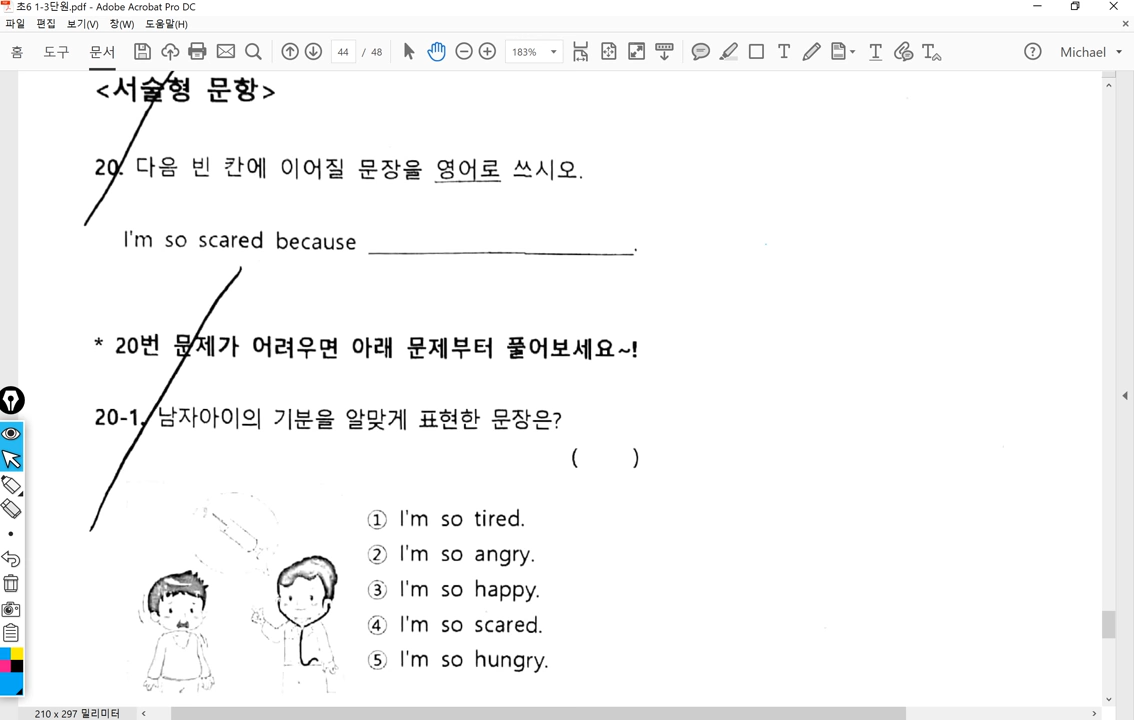 초6 1-3단원.pdf - Adobe Acrobat Pro DC
파일 편집 보기(V) 창(W) 도움말(H)
홈 도구 문서 44 / 48 183% Michael
<서술형 문항>
20. 다음 빈 칸에 이어질 문장을 영어로 쓰시오.
I'm so scared because ______________________.
* 20번 문제가 어려우면 아래 문제부터 풀어보세요~!
20-1. 남자아이의 기분을 알맞게 표현한 문장은?
( )
① I'm so tired.
② I'm so angry.
③ I'm so happy.
④ I'm so scared.
⑤ I'm so hungry.
210 x 297 밀리미터